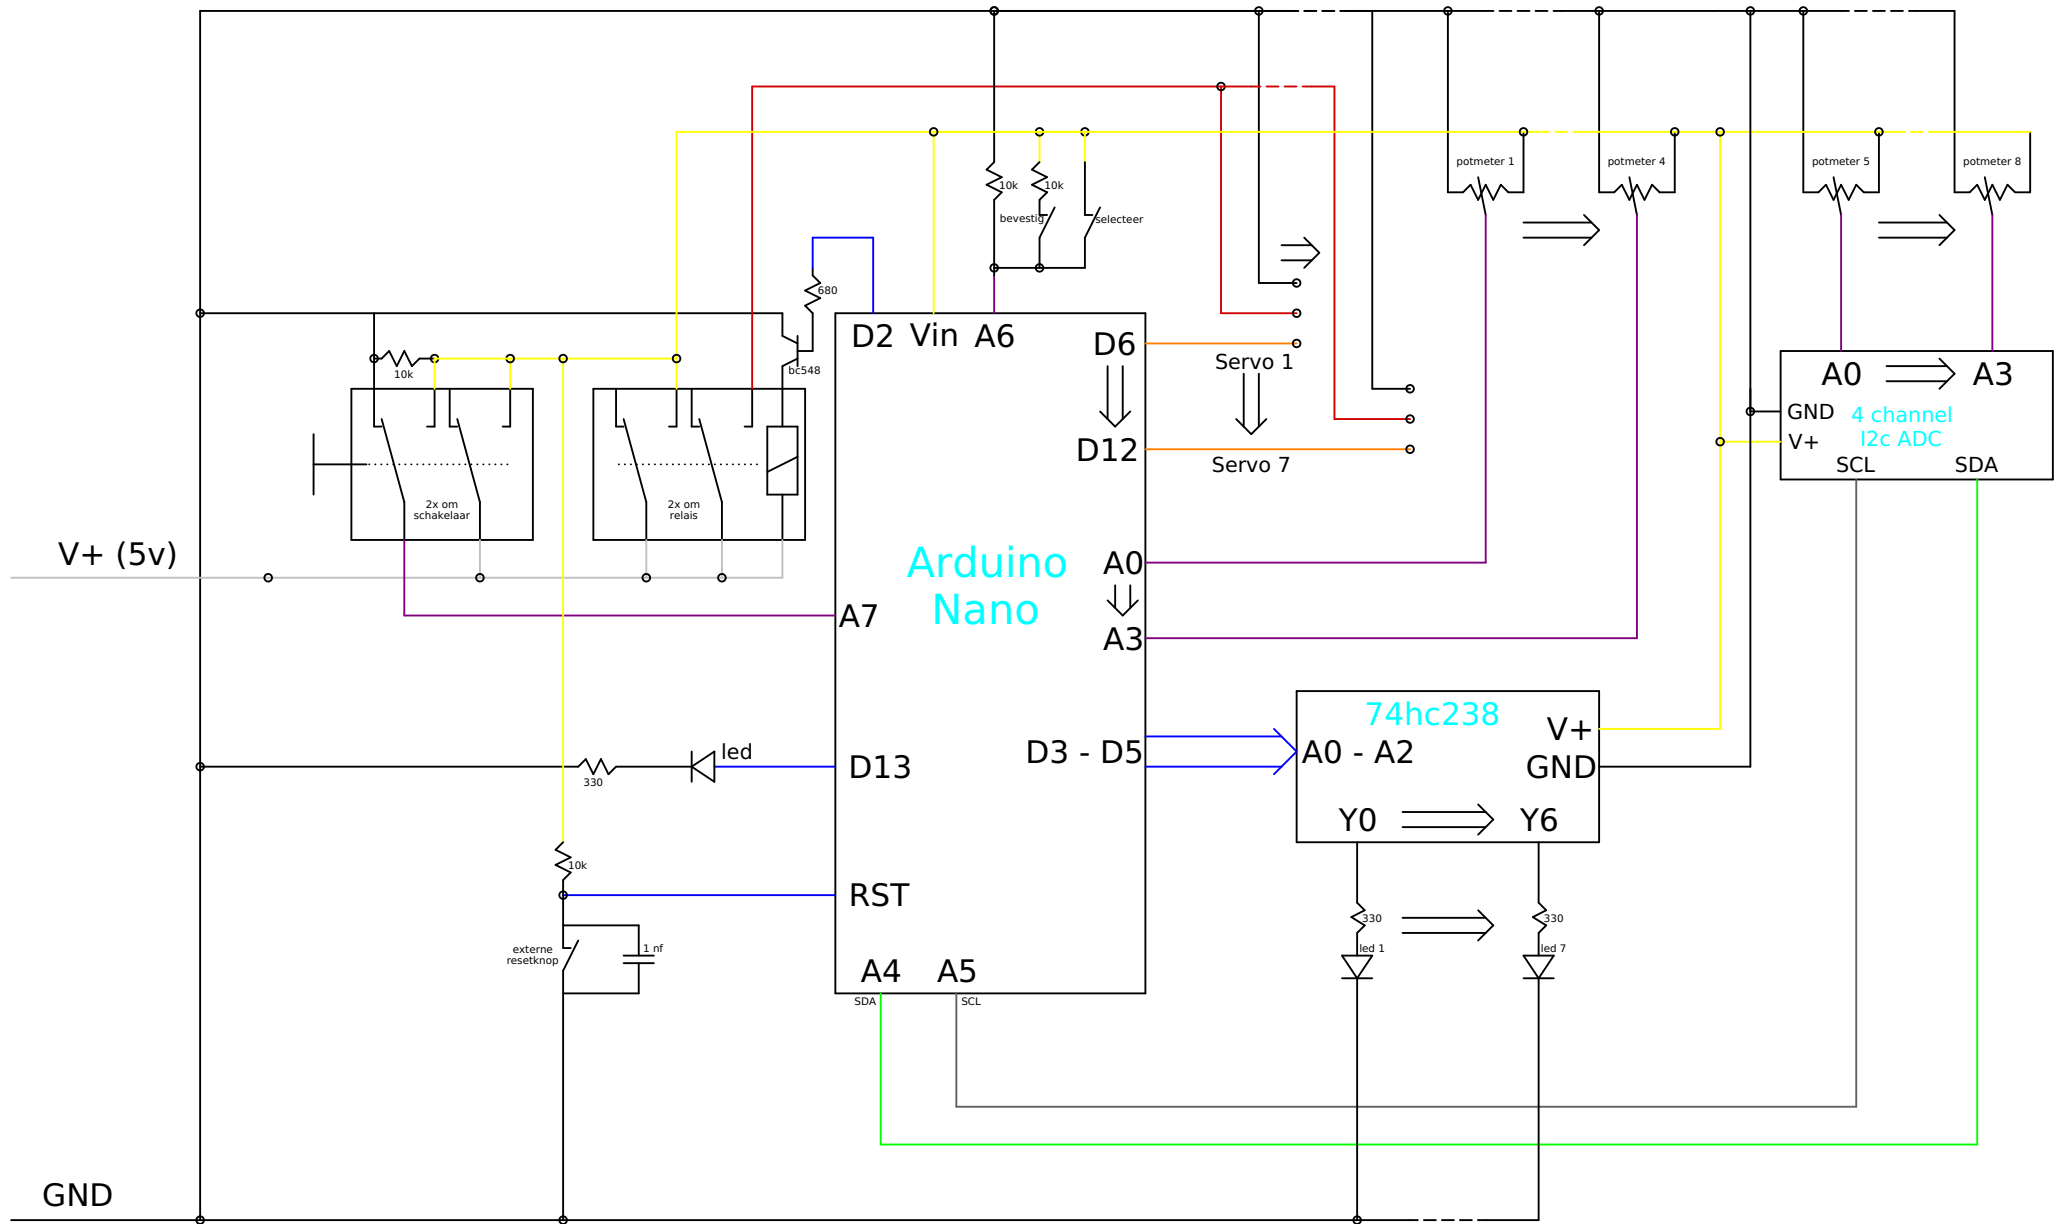 potmeter 1
potmeter 4
potmeter 5
potmeter 8
10k
10k
bevestig
selecteer
680
D2 Vin A6
D6
Servo 1
bc548
10k
A0
A3
GND
4 channel
I2c ADC
V+
SCL
SDA
D12
Servo 7
2x om
schakelaar
2x om
relais
V+ (5v)
Arduino
Nano
A0
A7
A3
74hc238
V+
led
D13
D3 - D5
A0 - A2
GND
330
Y0
Y6
10k
RST
330
330
externe
resetknop
1 nf
led 1
led 7
A4
A5
SDA
SCL
GND